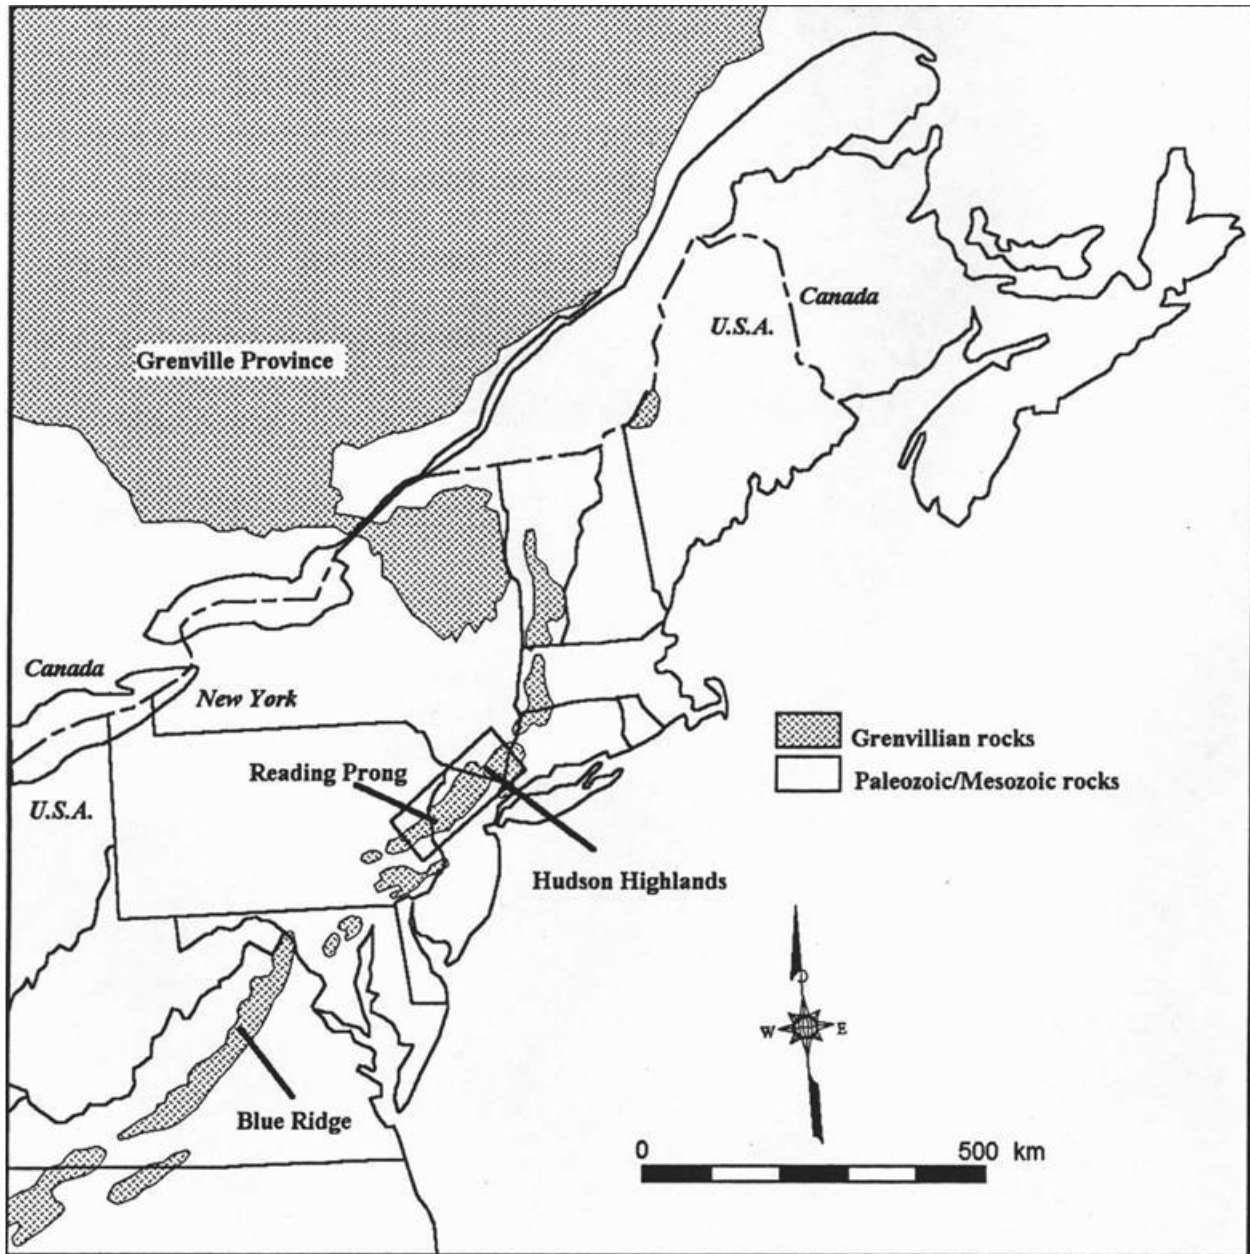 Grenville Province
Canada
U.S.A.
Canada
New York
Grenvillian rocks
Reading Prong
Paleozoic/Mesozoic rocks
U.S.A.
Hudson Highlands
W E
Blue Ridge
0 500 km